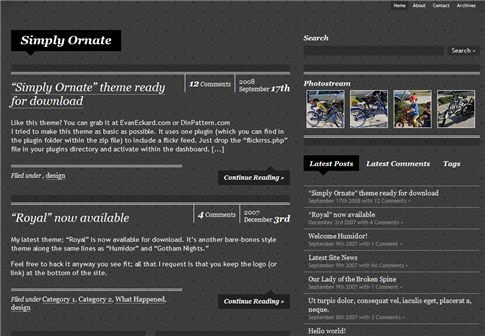 Home About Contact Archives
Simply Ornate
Search
Search »
"Simply Ornate" theme ready
for download
12 Comments
2008
September 17th
Like this theme? You can grab it at EvanEckard.com or DinPattern.com
I tried to make this theme as basic as possible. It uses one plugin (which you can find in
the plugin folder within the zip file) to include a flickr feed. Just drop the "flickrrss.php"
file in your plugins directory and activate within the dashboard. [...]
Filed under , design
Continue Reading »
"Royal" now available
4 Comments
2007
December 3rd
My latest theme; "Royal" is now available for download. It's another bare-bones style
theme along the same lines as "Humidor" and "Gotham Nights."
Feel free to hack it anyway you see fit; all that I request is that you keep the logo (or
link) at the bottom of the site.
Filed under Category 1, Category 2, What Happened,
design
Continue Reading »
Photostream
Latest Posts Latest Comments Tags
"Simply Ornate" theme ready for download
September 17th 2008 with 12 Comments »
"Royal" now available
December 3rd 2007 with 4 Comments »
Welcome Humidor!
September 9th 2007 with 1 Comment »
Latest Site News
September 9th 2007 with No Comments »
Our Lady of the Broken Spine
September 9th 2007 with 1 Comment »
Ut turpis dolor, consequat vel, iaculis eget, placerat a,
neque.
September 8th 2007 with 3 Comments »
Hello world!